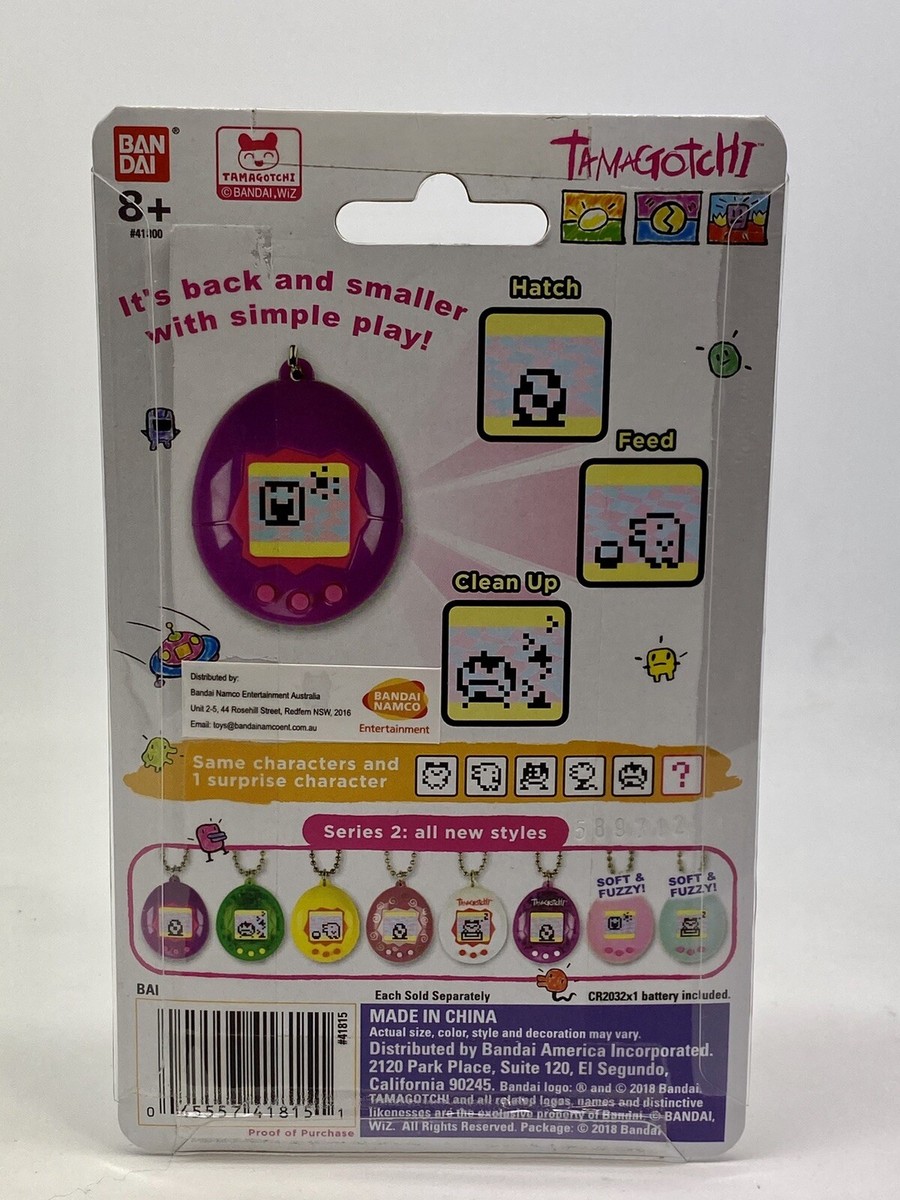 BAN
DAI
®
8+
TAMAGOTCHI
© BANDAI, WiZ
TAMAGOTCHI™
It's back and smaller
with simple play!
Hatch
Feed
Clean Up
Distributed by:
Bandai Namco Entertainment Australia
Unit 2-5, 44 Rosehill Street, Redfern NSW, 2016
Email: toys@bandainamcoent.com.au
BANDAI
NAMCO
Entertainment
Same characters and
1 surprise character
?
Series 2: all new styles
SOFT &
FUZZY!
SOFT &
FUZZY!
TAMAGOTCHI
TAMAGOTCHI
BAI
Each Sold Separately
CR2032x1 battery included.
#41815
0 45557 41815 1
Proof of Purchase
MADE IN CHINA
Actual size, color, style and decoration may vary.
Distributed by Bandai America Incorporated.
2120 Park Place, Suite 120, El Segundo,
California 90245. Bandai logo: ® and © 2018 Bandai.
TAMAGOTCHI and all related logos, names and distinctive
likenesses are the exclusive property of Bandai. © BANDAI,
WiZ. All Rights Reserved. Package: © 2018 Bandai